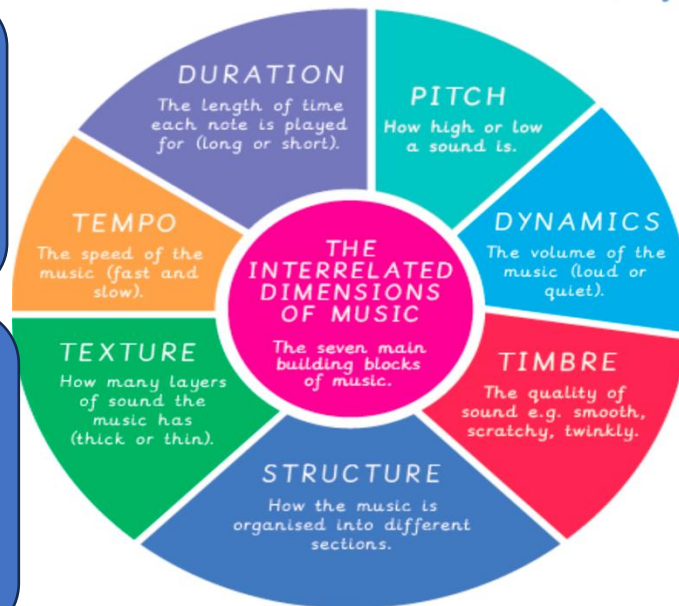 DURATION
The length of time
each note is played
for (long or short).
PITCH
How high or low
a sound is.
DYNAMICS
The volume of the
music (loud or
quiet).
TIMBRE
The quality of
sound e.g. smooth,
scratchy, twinkly.
STRUCTURE
How the music is
organised into different
sections.
TEXTURE
How many layers
of sound the
music has
(thick or thin).
TEMPO
The speed of the
music (fast and
slow).
THE
INTERRELATED
DIMENSIONS
OF MUSIC
The seven main
building blocks
of music.